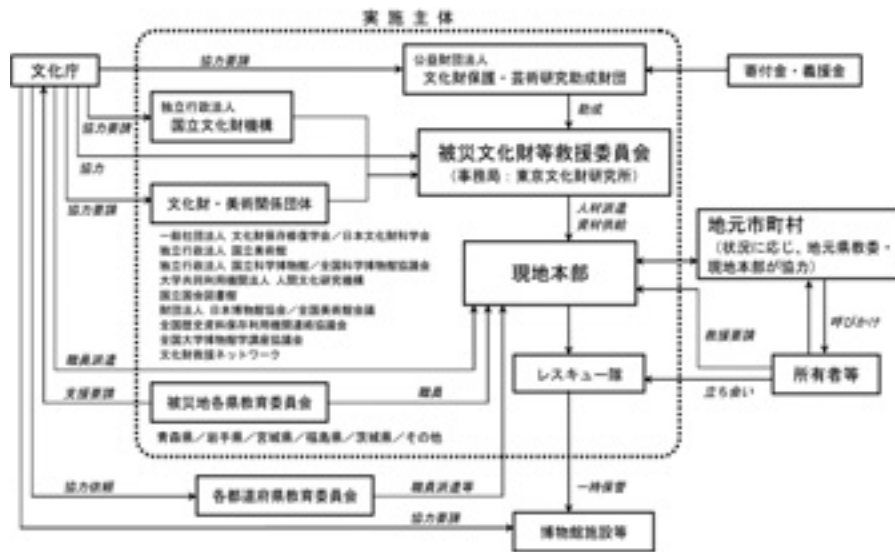 実施主体
文化庁
協力要請
公益財団法人
文化財保護・芸術研究助成財団
寄付金・義援金
助成
協力要請
独立行政法人
国立文化財機構
協力
被災文化財等救援委員会
（事務局：東京文化財研究所）
協力要請
文化財・美術関係団体
人材派遣
資材供給
一般社団法人 文化財保存修復学会／日本文化財科学会
独立行政法人 国立美術館
独立行政法人 国立科学博物館／全国科学博物館協議会
大学共同利用機関法人 人間文化研究機構
国立国会図書館
財団法人 日本博物館協会／全国美術館会議
全国歴史資料保存利用機関連絡協議会
全国大学博物館学講座協議会
文化財救援ネットワーク
現地本部
地元市町村
（状況に応じ、地元県教委・
現地本部が協力）
救援要請
呼びかけ
職員派遣
レスキュー隊
立ち会い
所有者等
支援要請
被災地各県教育委員会
職員
青森県／岩手県／宮城県／福島県／茨城県／その他
協力依頼
各都道府県教育委員会
職員派遣等
一時保管
協力要請
博物館施設等